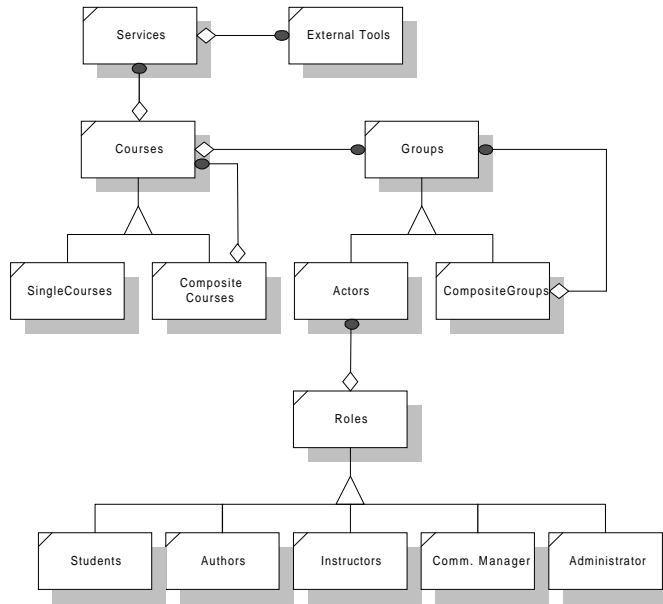 Services
External Tools
Courses
Groups
SingleCourses
Composite
Courses
Actors
CompositeGroups
Roles
Students
Authors
Instructors
Comm. Manager
Administrator